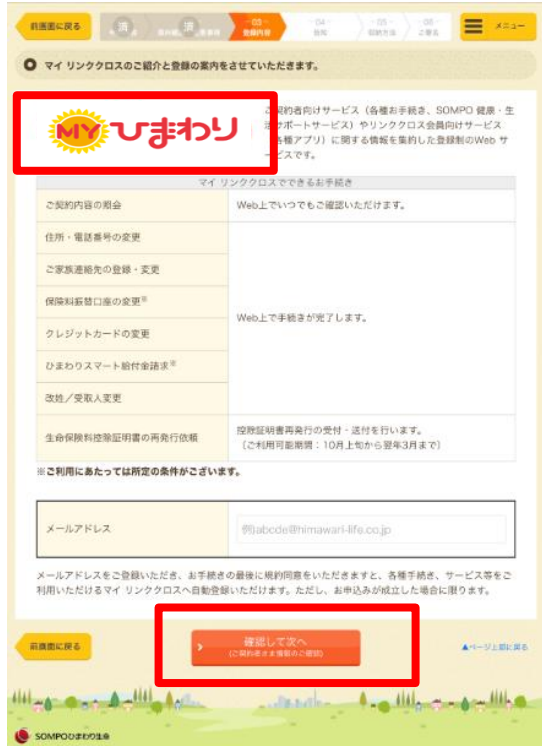 前画面に戻る
済
済
-03-
登録内容
-04-
告知
-05-
-06-
ご署名
メニュー
マイ リンククロスのご紹介と登録の案内をさせていただきます。
MYひまわり
ご契約者向けサービス（各種お手続き、SOMPO 健康・生
活サポートサービス）やリンククロス会員向けサービス
各種アプリ）に関する情報を集約した登録制のWeb サ
ービスです。
マイ リンククロスでできるお手続き
ご契約内容の照会
Web上でいつでもご確認いただけます。
住所・電話番号の変更
ご家族連絡先の登録・変更
保険料振替口座の変更※
Web上で手続きが完了します。
クレジットカードの変更
ひまわりスマート給付金請求※
改姓／受取人変更
生命保険料控除証明書の再発行依頼
控除証明書再発行の受付・送付を行います。
（ご利用可能期間：10月上旬から翌年3月まで）
※ご利用にあたっては所定の条件がございます。
メールアドレス
例)abcde@himawari-life.co.jp
メールアドレスをご登録いただき、お手続きの最後に規約同意をいただきますと、各種手続き、サービス等をご
利用いただけるマイ リンククロスへ自動登録いただけます。ただし、お申込みが成立した場合に限ります。
前画面に戻る
確認して次へ
(ご契約者さま情報のご確認)
▲ページ上部に戻る
SOMPOひまわり生命